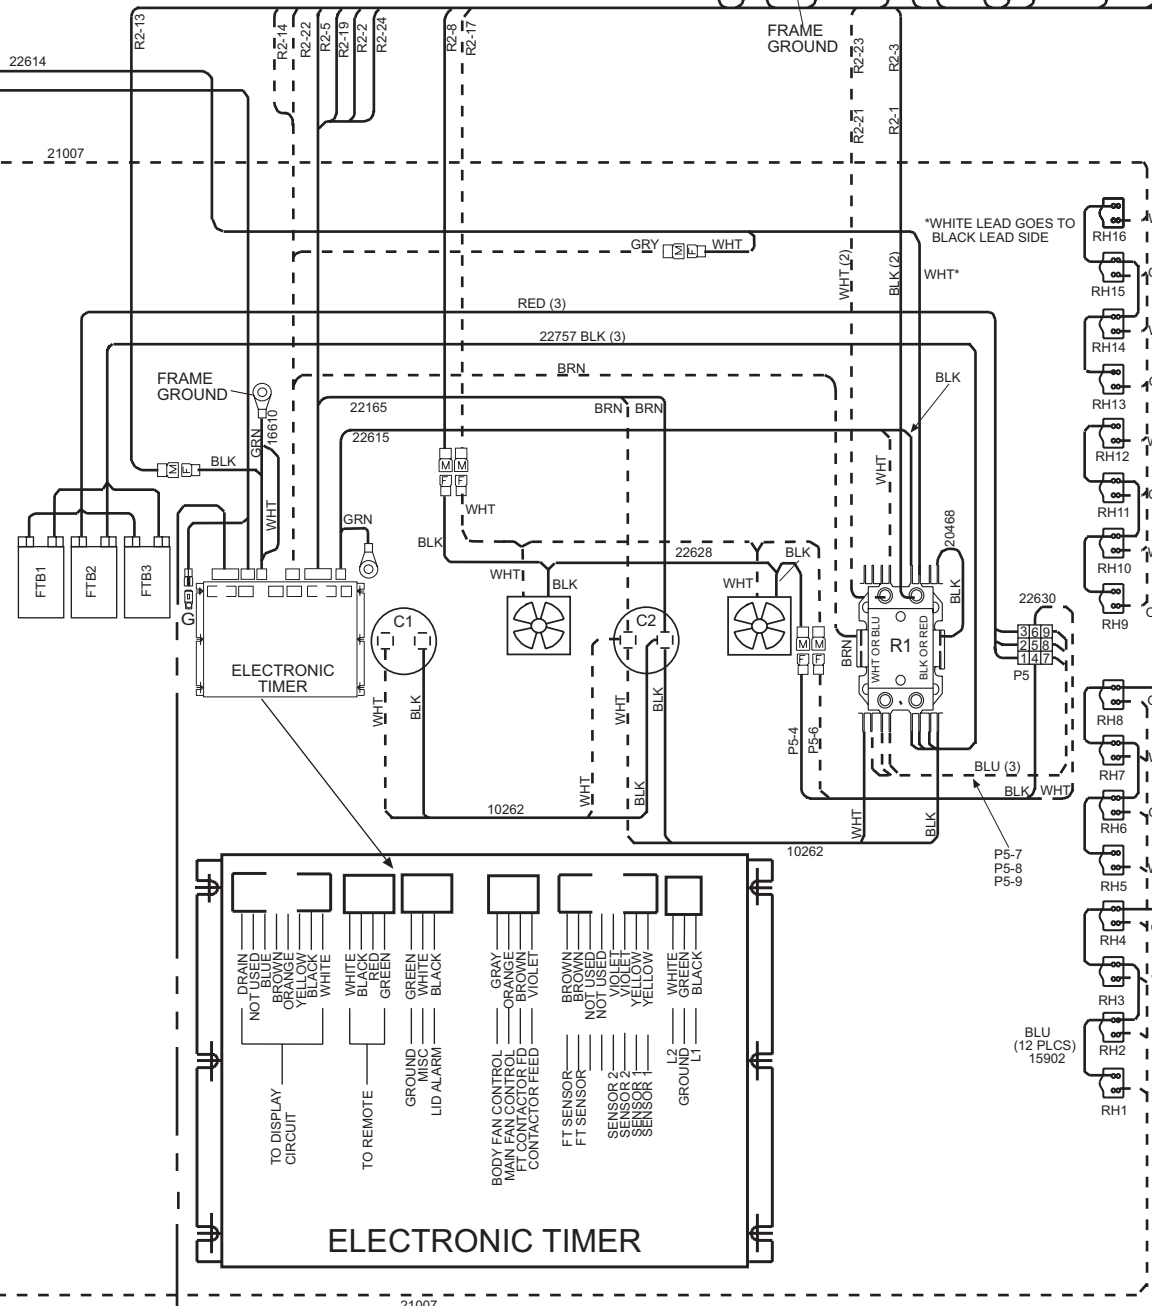 R2-13
R2-14
R2-22
R2-5
R2-19
R2-2
R2-24
R2-8
R2-17
FRAME
GROUND
R2-23
R2-3
R2-21
R2-1
22614
21007
*WHITE LEAD GOES TO
BLACK LEAD SIDE
GRY
M
F
WHT
WHT (2)
BLK (2)
WHT*
RED (3)
22757 BLK (3)
BRN
FRAME
GROUND
22165
22615
BRN
BRN
BLK
16610
GRN
M
F
BLK
WHT
GRN
M
M
F
F
WHT
BLK
WHT
BLK
22628
WHT
BLK
WHT
20468
BLK
FTB1
FTB2
FTB3
G
ELECTRONIC
TIMER
C1
C2
M
M
F
F
BRN
WHT OR BLU
R1
BLK OR RED
22630
3
6
9
2
5
8
1
4
7
P5
WHT
BLK
WHT
BLK
P5-4
P5-6
WHT
BLK
10262
BLU (3)
BLK
WHT
WHT
BLK
10262
P5-7
P5-8
P5-9
RH16
RH15
RH14
RH13
RH12
RH11
RH10
RH9
RH8
RH7
RH6
RH5
RH4
RH3
RH2
RH1
BLU
(12 PLCS)
15902
DRAIN
NOT USED
BLUE
BROWN
ORANGE
YELLOW
BLACK
WHITE
WHITE
BLACK
RED
GREEN
GREEN
WHITE
BLACK
GRAY
ORANGE
BROWN
VIOLET
BROWN
BROWN
NOT USED
NOT USED
VIOLET
VIOLET
YELLOW
YELLOW
WHITE
GREEN
BLACK
TO DISPLAY
CIRCUIT
TO REMOTE
GROUND
MISC
LID ALARM
BODY FAN CONTROL
MAIN FAN CONTROL
FT CONTACTOR FD
CONTACTOR FEED
FT SENSOR
FT SENSOR
SENSOR 2
SENSOR 2
SENSOR 1
SENSOR 1
L2
GROUND
L1
ELECTRONIC TIMER
21007